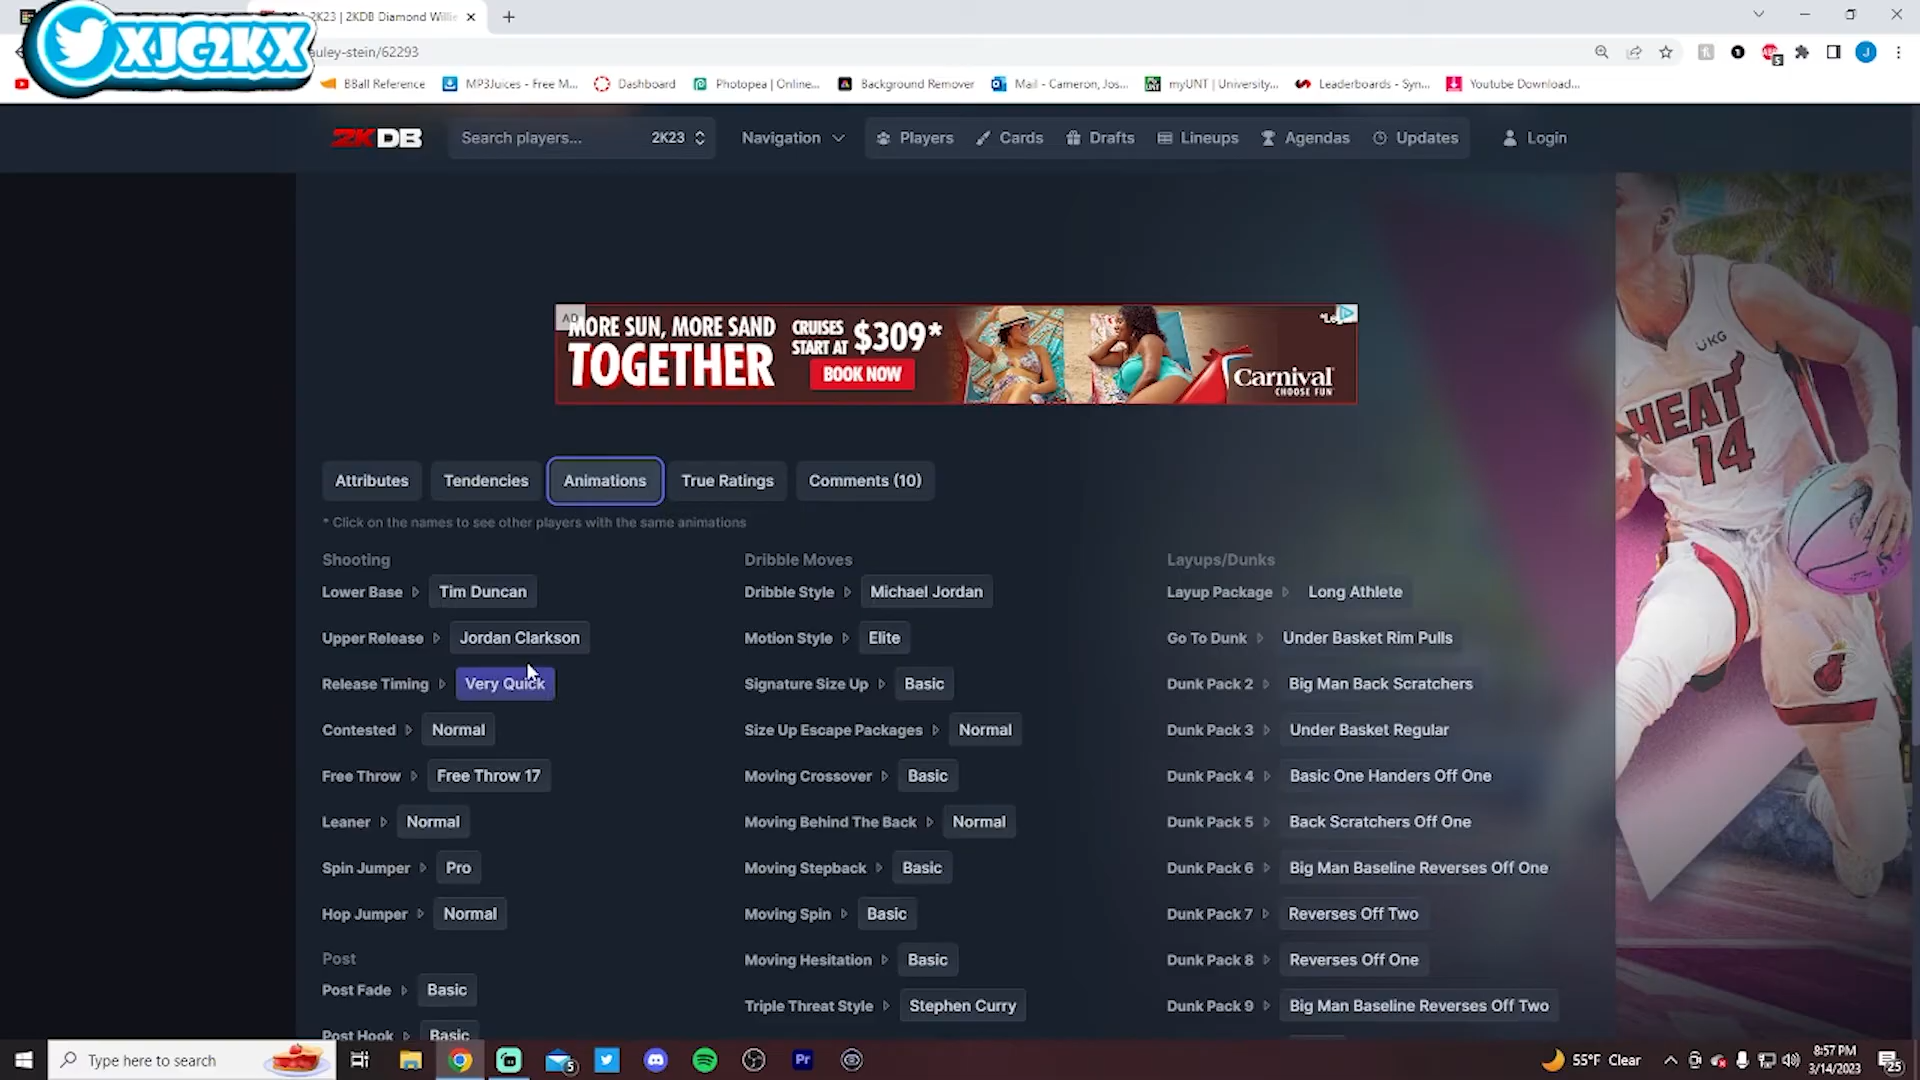 XJC2KX
2K23 | 2KDB Diamond Willie
auley-stein/62293
BBall Reference
MP3Juices - Free M...
Dashboard
Photopea | Online...
Background Remover
Mail - Cameron, Jos...
myUNT | University...
Leaderboards - Syn...
Youtube Download...
2KDB
Search players...
2K23
Navigation
Players
Cards
Drafts
Lineups
Agendas
Updates
Login
AD
MORE SUN, MORE SAND
TOGETHER
CRUISES
START AT $309*
BOOK NOW
Carnival
CHOOSE FUN
UKG
HEAT
14
Attributes
Tendencies
Animations
True Ratings
Comments (10)
* Click on the names to see other players with the same animations
Shooting
Lower Base Tim Duncan
Upper Release Jordan Clarkson
Release Timing Very Quick
Contested Normal
Free Throw Free Throw 17
Leaner Normal
Spin Jumper Pro
Hop Jumper Normal
Post
Post Fade Basic
Post Hook Basic
Dribble Moves
Dribble Style Michael Jordan
Motion Style Elite
Signature Size Up Basic
Size Up Escape Packages Normal
Moving Crossover Basic
Moving Behind The Back Normal
Moving Stepback Basic
Moving Spin Basic
Moving Hesitation Basic
Triple Threat Style Stephen Curry
Layups/Dunks
Layup Package Long Athlete
Go To Dunk Under Basket Rim Pulls
Dunk Pack 2 Big Man Back Scratchers
Dunk Pack 3 Under Basket Regular
Dunk Pack 4 Basic One Handers Off One
Dunk Pack 5 Back Scratchers Off One
Dunk Pack 6 Big Man Baseline Reverses Off One
Dunk Pack 7 Reverses Off Two
Dunk Pack 8 Reverses Off One
Dunk Pack 9 Big Man Baseline Reverses Off Two
Type here to search
5
Pr
55°F Clear
8:57 PM
3/14/2023
25